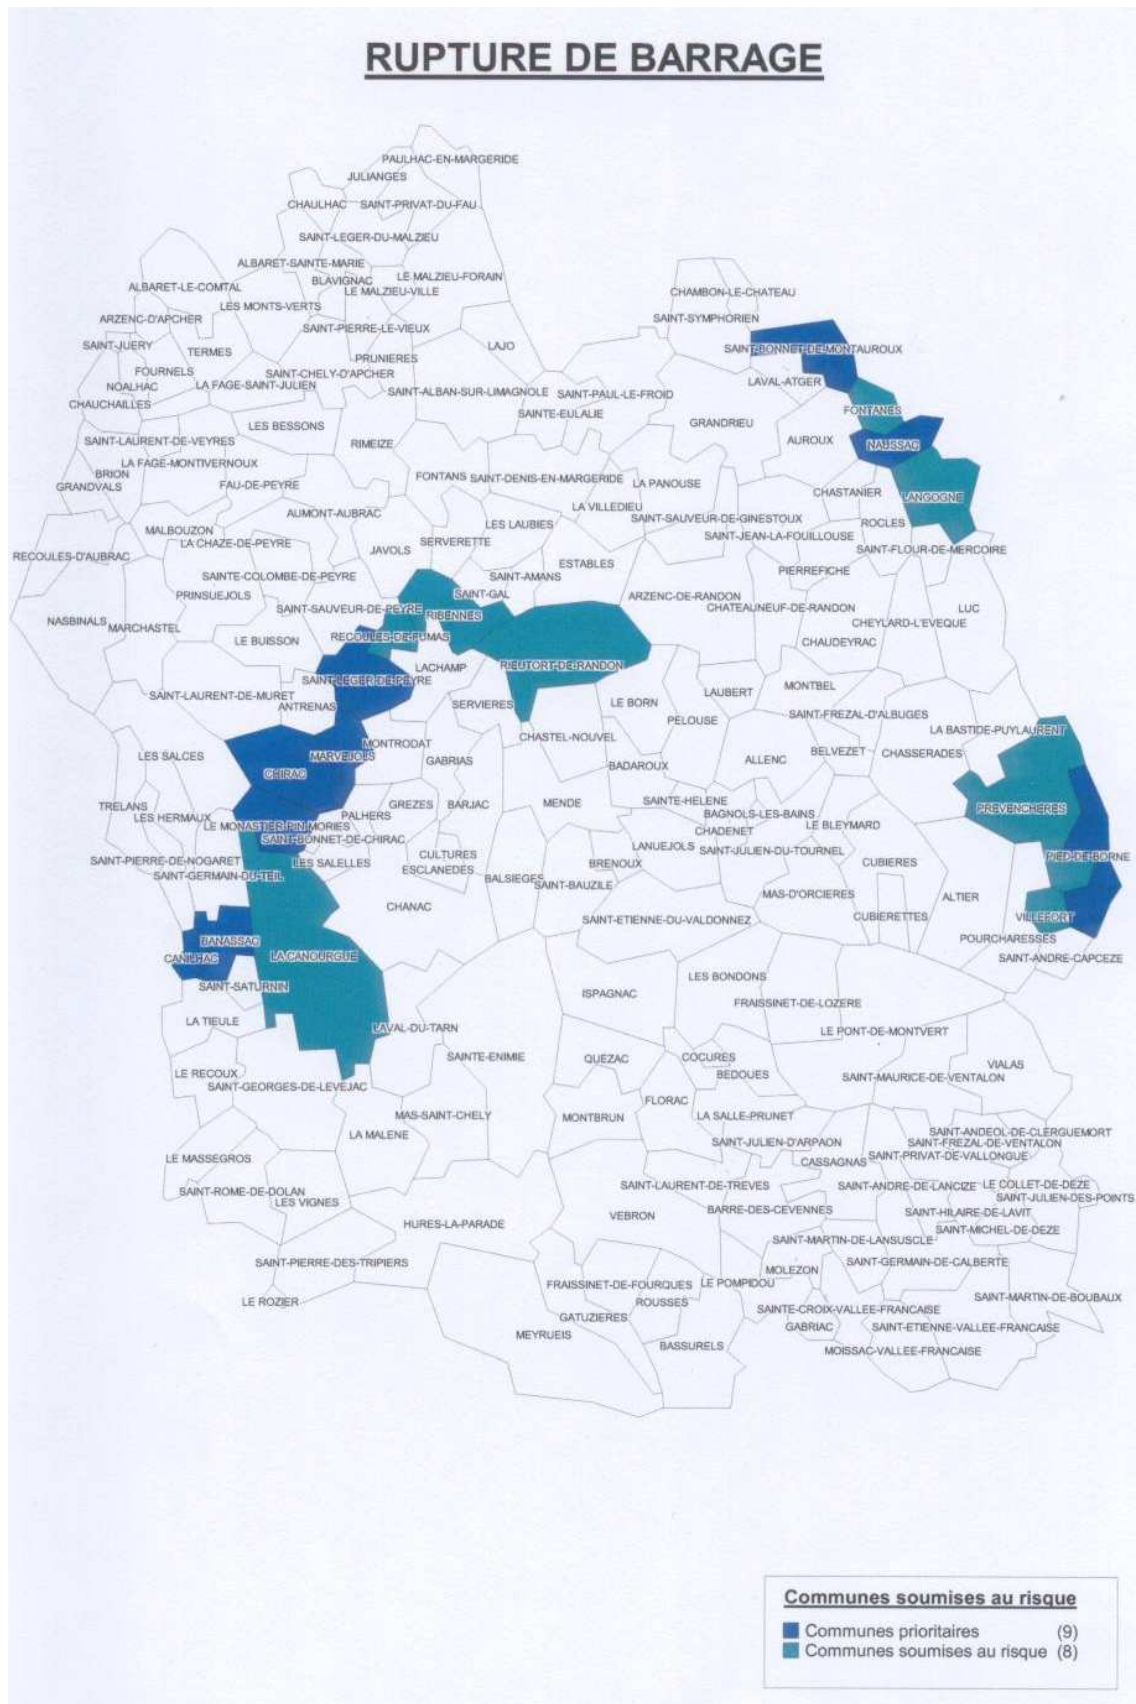 RUPTURE DE BARRAGE
PAULHAC-EN-MARGERIDE
JULIANGES
CHAULHAC
SAINT-PRIVAT-DU-FAU
SAINT-LEGER-DU-MALZIEU
ALBARET-SAINTE-MARIE
BLAVIGNAC
LE MALZIEU-FORAIN
ALBARET-LE-COMTAL
LE MALZIEU-VILLE
CHAMBON-LE-CHATEAU
LES MONTS-VERTS
ARZENC-D'APCHER
SAINT-SYMPHORIEN
SAINT-PIERRE-LE-VIEUX
SAINT-JUERY
TERMES
LAJO
SAINT-BONNET-DE-MONTAUROUX
PRUNIERES
FOURNELS
SAINT-CHELY-D'APCHER
NOALHAC
LA FAGE-SAINT-JULIEN
SAINT-ALBAN-SUR-LIMAGNOLE
SAINT-PAUL-LE-FROID
LAVAL-ATGER
CHAUCHAILLES
SAINTE-EULALIE
FONTANES
LES BESSONS
GRANDRIEU
SAINT-LAURENT-DE-VEYRES
RIMEIZE
AUROUX
NAUSSAC
LA FAGE-MONTIVERNOUX
BRION
GRANDVALS
FAU-DE-PEYRE
FONTANS
SAINT-DENIS-EN-MARGERIDE
LA PANOUSE
CHASTANIER
LANGOGNE
AUMONT-AUBRAC
LA VILLEDIEU
SAINT-SAUVEUR-DE-GINESTOUX
LES LAUBIES
ROCLES
MALBOUZON
LA CHAZE-DE-PEYRE
SERVERETTE
SAINT-JEAN-LA-FOUILLOUSE
JAVOLS
SAINT-FLOUR-DE-MERCOIRE
RECOULES-D'AUBRAC
ESTABLES
PIERREFICHE
SAINTE-COLOMBE-DE-PEYRE
SAINT-AMANS
PRINSUEJOLS
SAINT-GAL
ARZENC-DE-RANDON
SAINT-SAUVEUR-DE-PEYRE
RIBENNES
CHATEAUNEUF-DE-RANDON
LUC
NASBINALS
MARCHASTEL
CHEYLARD-L'EVEQUE
LE BUISSON
RECOULES-DE-FUMAS
CHAUDEYRAC
LACHAMP
RIEUTORT-DE-RANDON
SAINT-LEGER-DE-PEYRE
MONTBEL
SAINT-LAURENT-DE-MURET
LAUBERT
ANTRENAS
SERVIERES
LE BORN
SAINT-FREZAL-D'ALBUGES
PELOUSE
LA BASTIDE-PUYLAURENT
CHASTEL-NOUVEL
MONTRODAT
LES SALCES
MARVEJOLS
GABRIAS
BELVEZET
CHASSERADES
BADAROUX
ALLENC
CHIRAC
TRELANS
GREZES
BARJAC
MENDE
SAINTE-HELENE
PREVENCHERES
LES HERMAUX
PALHERS
BAGNOLS-LES-BAINS
LE MONASTIER-PIN-MORIES
CHADENET
LE BLEYMARD
SAINT-BONNET-DE-CHIRAC
LANUEJOLS
SAINT-JULIEN-DU-TOURNEL
CULTURES
PIED-DE-BORNE
SAINT-PIERRE-DE-NOGARET
LES SALELLES
BRENOUX
CUBIERES
ESCLANEDES
SAINT-GERMAIN-DU-TEIL
BALSIEGES
SAINT-BAUZILE
MAS-D'ORCIERES
ALTIER
CHANAC
SAINT-ETIENNE-DU-VALDONNEZ
CUBIERETTES
VILLEFORT
BANASSAC
POURCHARESSES
CANILHAC
LA CANOURGUE
SAINT-ANDRE-CAPCEZE
LES BONDONS
SAINT-SATURNIN
ISPAGNAC
FRAISSINET-DE-LOZERE
LA TIEULE
LAVAL-DU-TARN
LE PONT-DE-MONTVERT
SAINTE-ENIMIE
QUEZAC
COCURES
VIALAS
LE RECOUX
BEDOUES
SAINT-MAURICE-DE-VENTALON
SAINT-GEORGES-DE-LEVEJAC
FLORAC
MAS-SAINT-CHELY
MONTBRUN
LA SALLE-PRUNET
LA MALENE
SAINT-ANDEOL-DE-CLERGUEMORT
SAINT-JULIEN-D'ARPAON
SAINT-FREZAL-DE-VENTALON
LE MASSEGROS
CASSAGNAS
SAINT-PRIVAT-DE-VALLONGUE
SAINT-LAURENT-DE-TREVES
SAINT-ANDRE-DE-LANCIZE
LE COLLET-DE-DEZE
SAINT-ROME-DE-DOLAN
SAINT-JULIEN-DES-POINTS
LES VIGNES
BARRE-DES-CEVENNES
SAINT-HILAIRE-DE-LAVIT
VEBRON
HURES-LA-PARADE
SAINT-MICHEL-DE-DEZE
SAINT-MARTIN-DE-LANSUSCLE
SAINT-PIERRE-DES-TRIPIERS
SAINT-GERMAIN-DE-CALBERTE
MOLEZON
FRAISSINET-DE-FOURQUES
LE POMPIDOU
LE ROZIER
ROUSSES
SAINT-MARTIN-DE-BOUBAUX
SAINTE-CROIX-VALLEE-FRANCAISE
GATUZIERES
GABRIAC
SAINT-ETIENNE-VALLEE-FRANCAISE
MEYRUEIS
BASSURELS
MOISSAC-VALLEE-FRANCAISE
Communes soumises au risque
Communes prioritaires (9)
Communes soumises au risque (8)